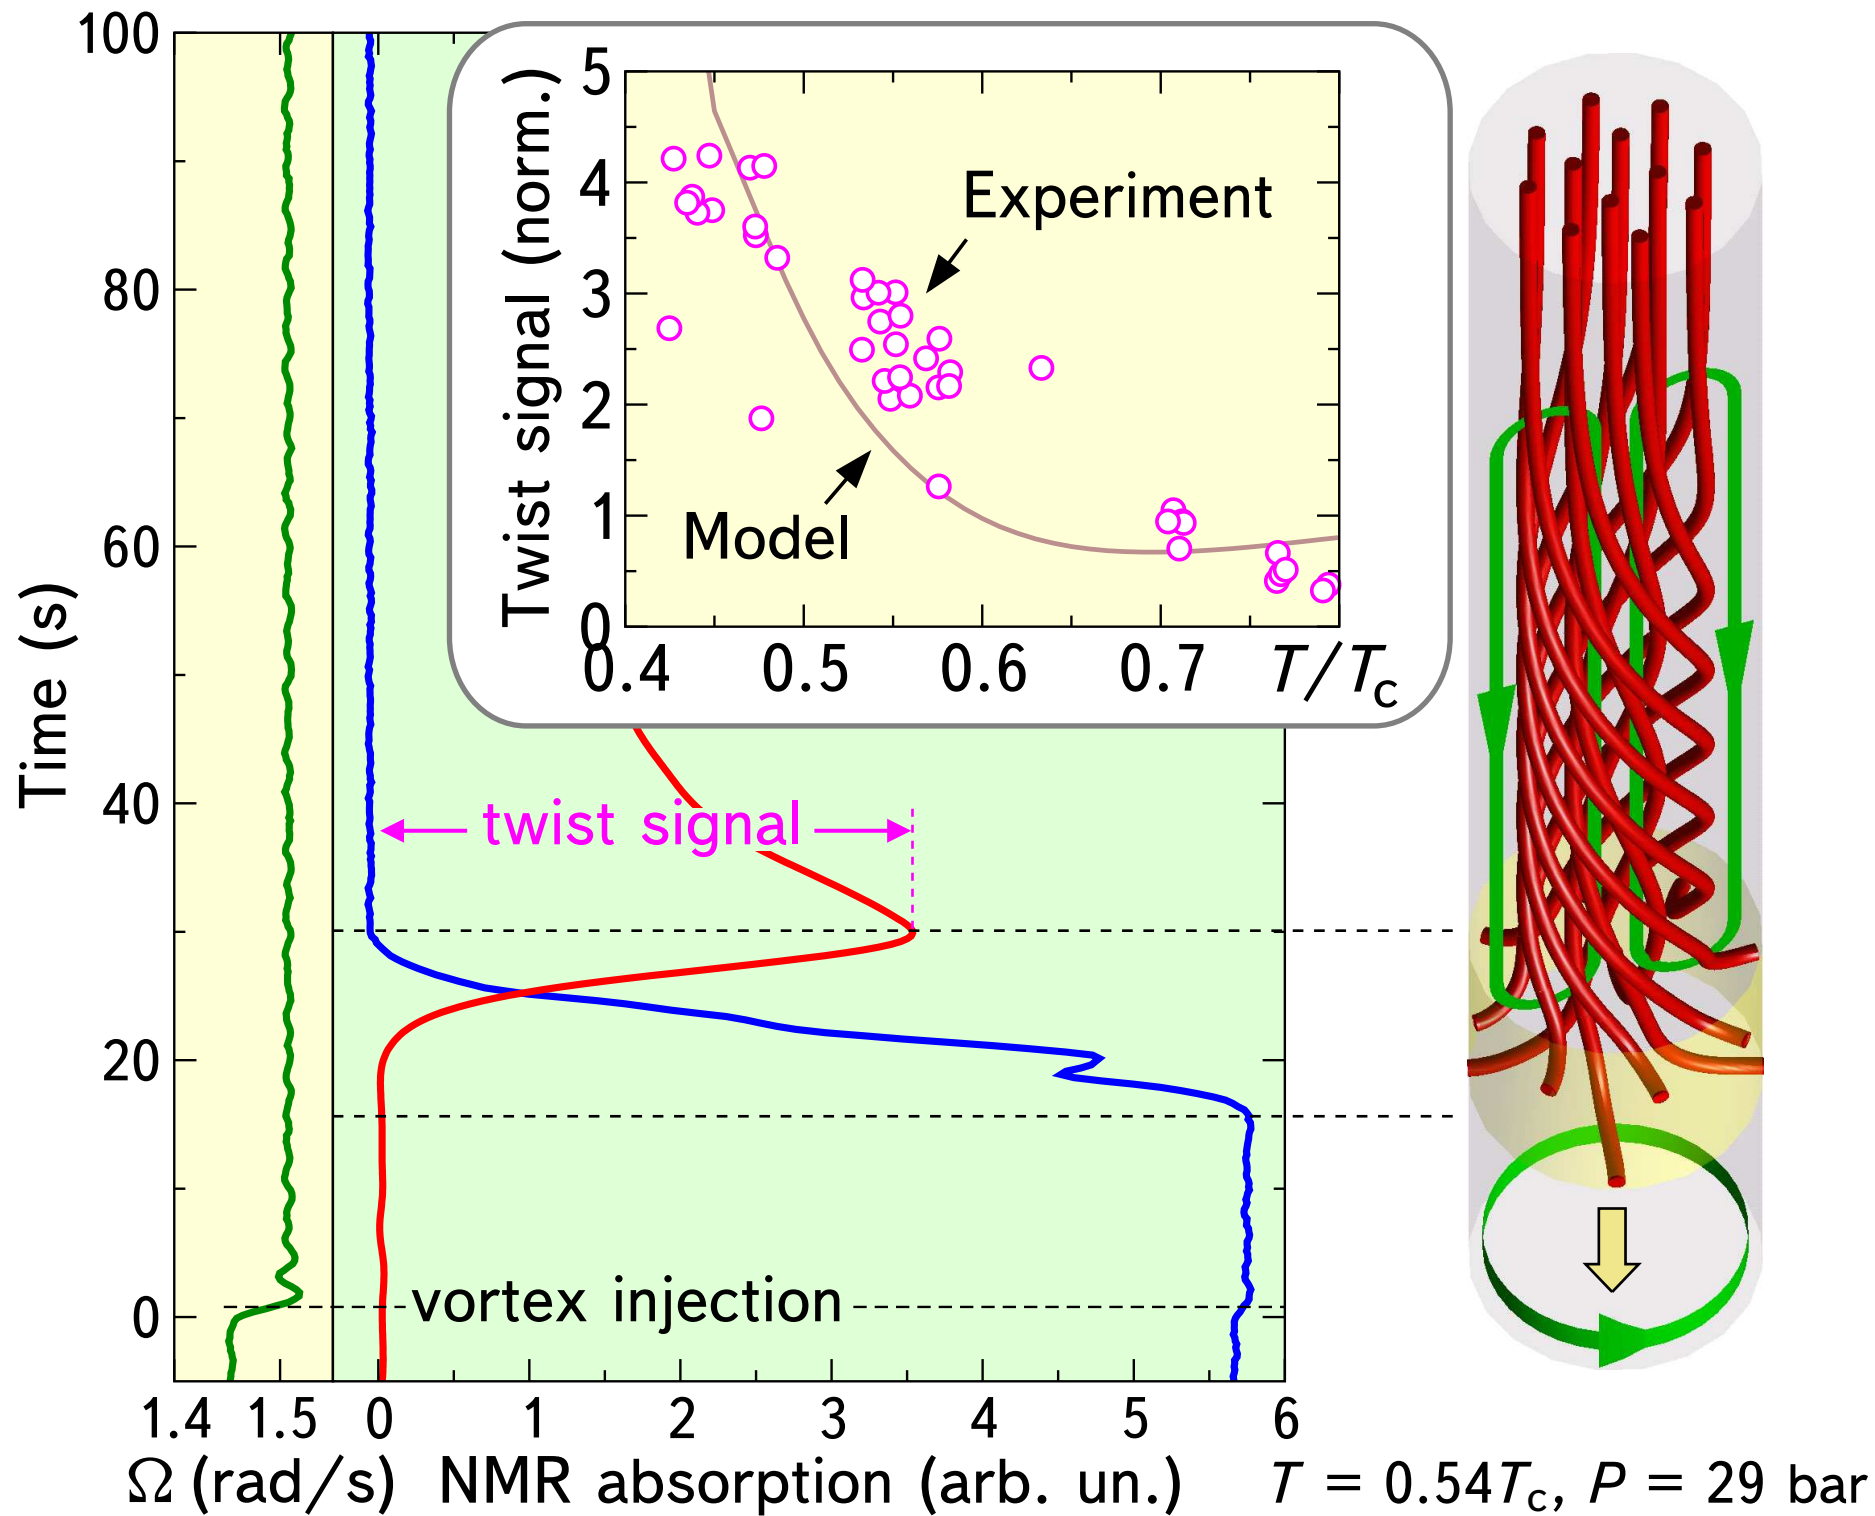 100
80
60
40
20
0
Time (s)
1.4 1.5 0 1 2 3 4 5 6
Ω (rad/s) NMR absorption (arb. un.)
T = 0.54Tc, P = 29 bar
twist signal
vortex injection
5
4
3
2
1
0
Twist signal (norm.)
0.4 0.5 0.6 0.7 T/Tc
Experiment
Model